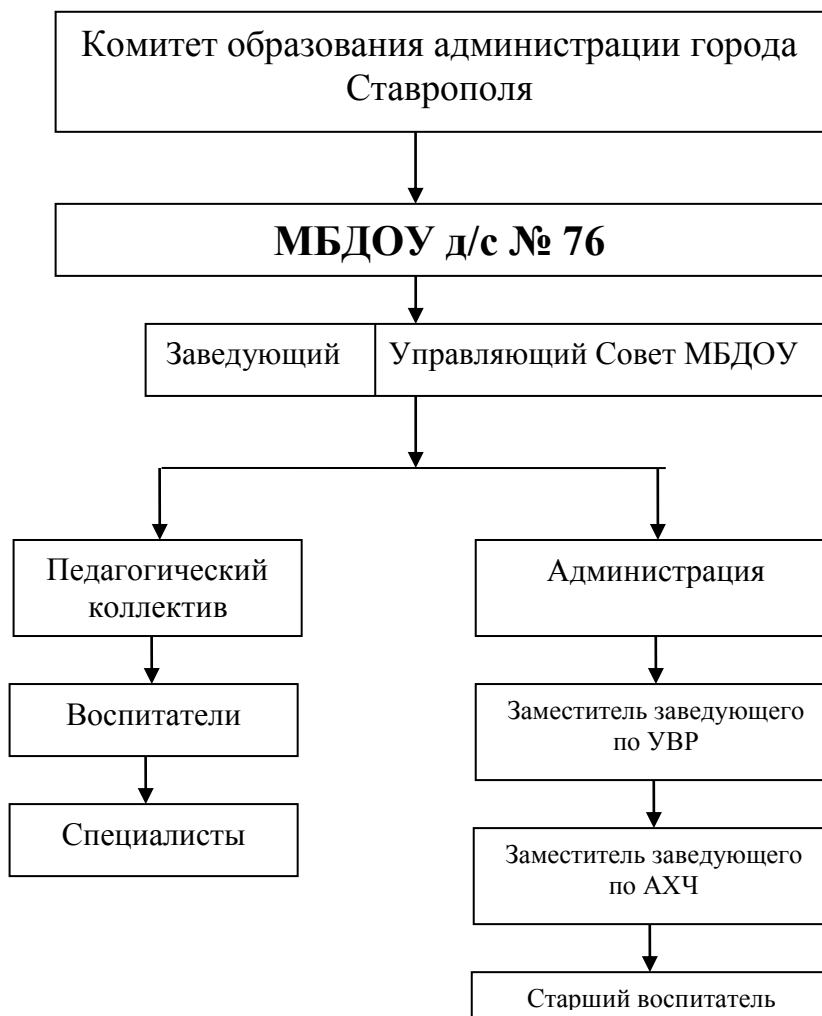 Комитет образования администрации города
Ставрополя
МБДОУ д/с № 76
Заведующий
Управляющий Совет МБДОУ
Педагогический
коллектив
Воспитатели
Специалисты
Администрация
Заместитель заведующего
по УВР
Заместитель заведующего
по АХЧ
Старший воспитатель